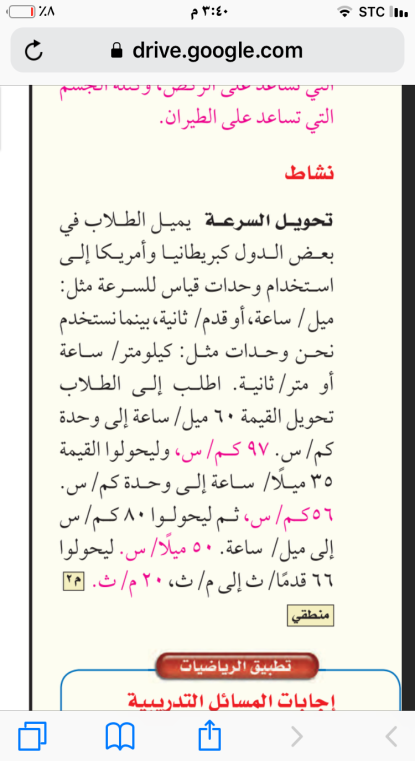 ٪٨
٣:٤٠ م
STC
drive.google.com
التي تساعد على الركض، وكتلة الجسم
التي تساعد على الطيران.
نشاط
تحويل السرعة يميل الطلاب في
بعض الدول كبريطانيا وأمريكا إلى
استخدام وحدات قياس للسرعة مثل:
ميل/ ساعة، أو قدم/ ثانية، بينما نستخدم
نحن وحدات مثل: كيلومتر/ ساعة
أو متر/ ثانية. اطلب إلى الطلاب
تحويل القيمة ٦٠ ميل/ ساعة إلى وحدة
كم/ س. ٩٧ كم/ س، وليحولوا القيمة
٣٥ ميلًا/ ساعة إلى وحدة كم/ س.
٥٦كم/ س، ثم ليحولوا ٨٠ كم/ س
إلى ميل/ ساعة. ٥٠ ميلًا/ س. ليحولوا
٦٦ قدمًا/ ث إلى م/ ث، ٢٠ م/ ث. م٢
منطقي
تطبيق الرياضيات
إجابات المسائل التدريبية